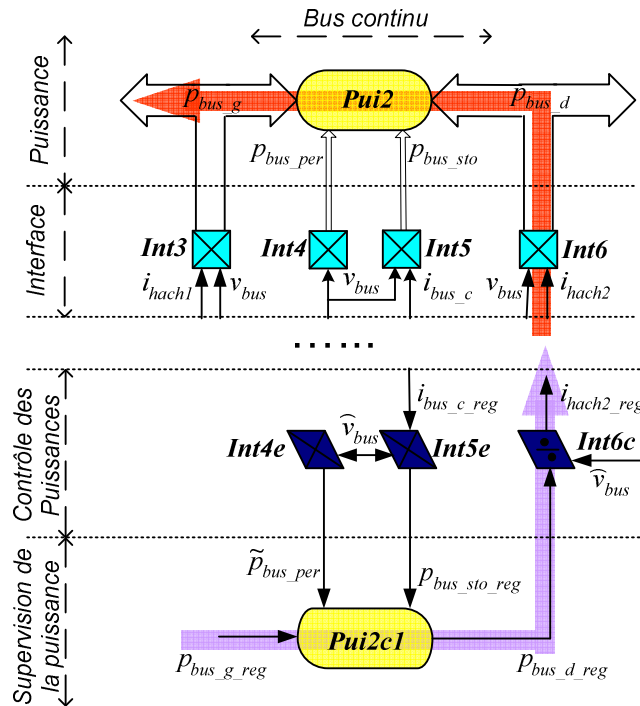 Bus continu
Puissance
p_bus_g
Pui2
p_bus_d
p_bus_per
p_bus_sto
Interface
Int3
Int4
Int5
Int6
i_hach1
v_bus
v_bus
i_bus_c
v_bus
i_hach2
......
Contrôle des
Puissances
i_bus_c_reg
i_hach2_reg
Int4e
v̂_bus
Int5e
Int6c
v̂_bus
Supervision de
la puissance
p̃_bus_per
p_bus_sto_reg
Pui2c1
p_bus_g_reg
p_bus_d_reg